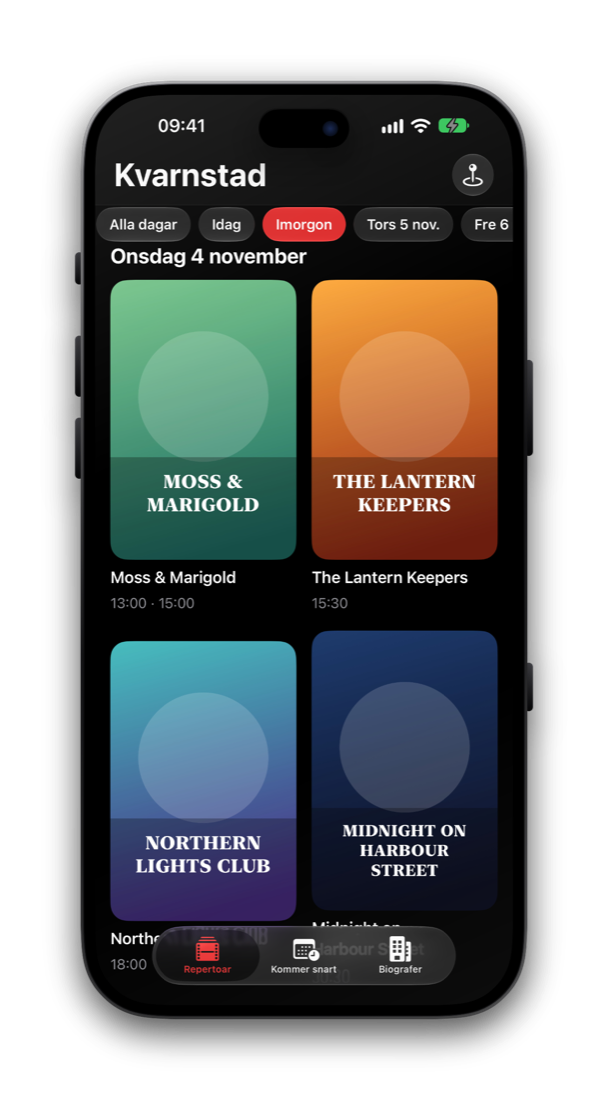 09:41
Kvarnstad
Alla dagar
Idag
Imorgon
Tors 5 nov.
Fre 6
Onsdag 4 november
MOSS &
MARIGOLD
THE LANTERN
KEEPERS
Moss & Marigold
13:00 · 15:00
The Lantern Keepers
15:30
NORTHERN
LIGHTS CLUB
MIDNIGHT ON
HARBOUR
STREET
Midnight on
18:00
Repertoar
Kommer snart
Biografer